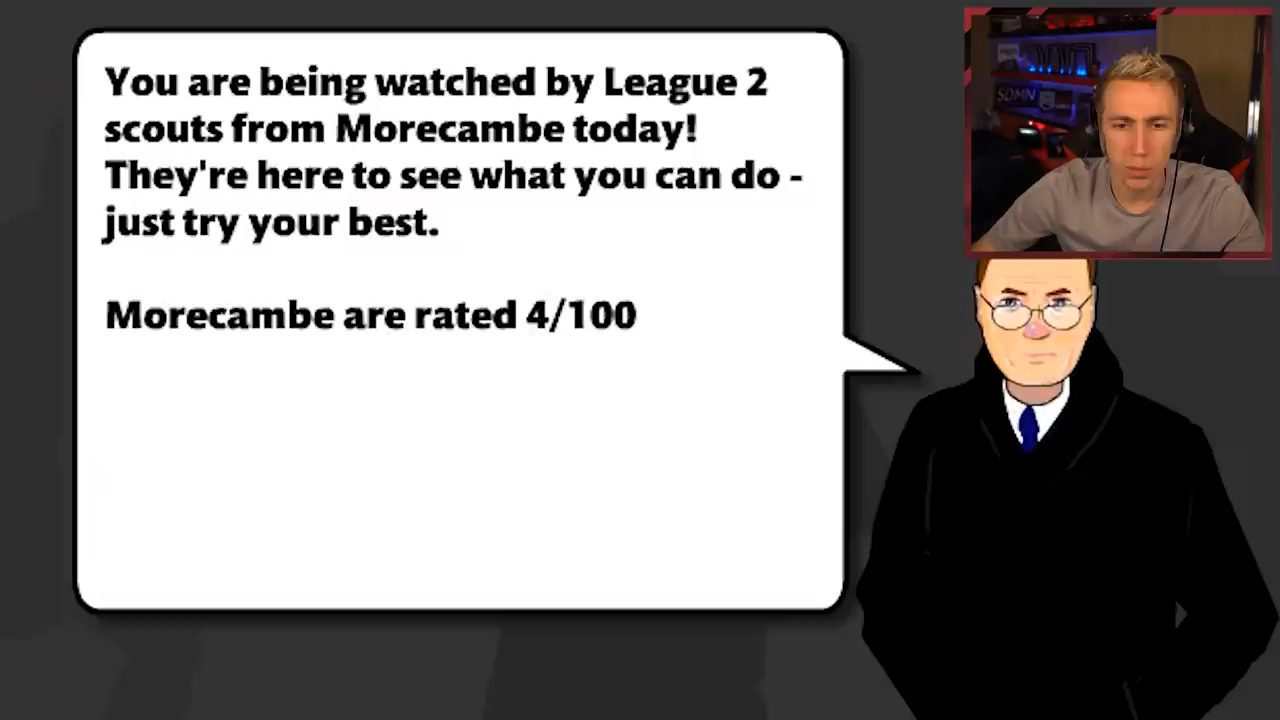 You are being watched by League 2
scouts from Morecambe today!
They're here to see what you can do -
just try your best.
Morecambe are rated 4/100
SDMN